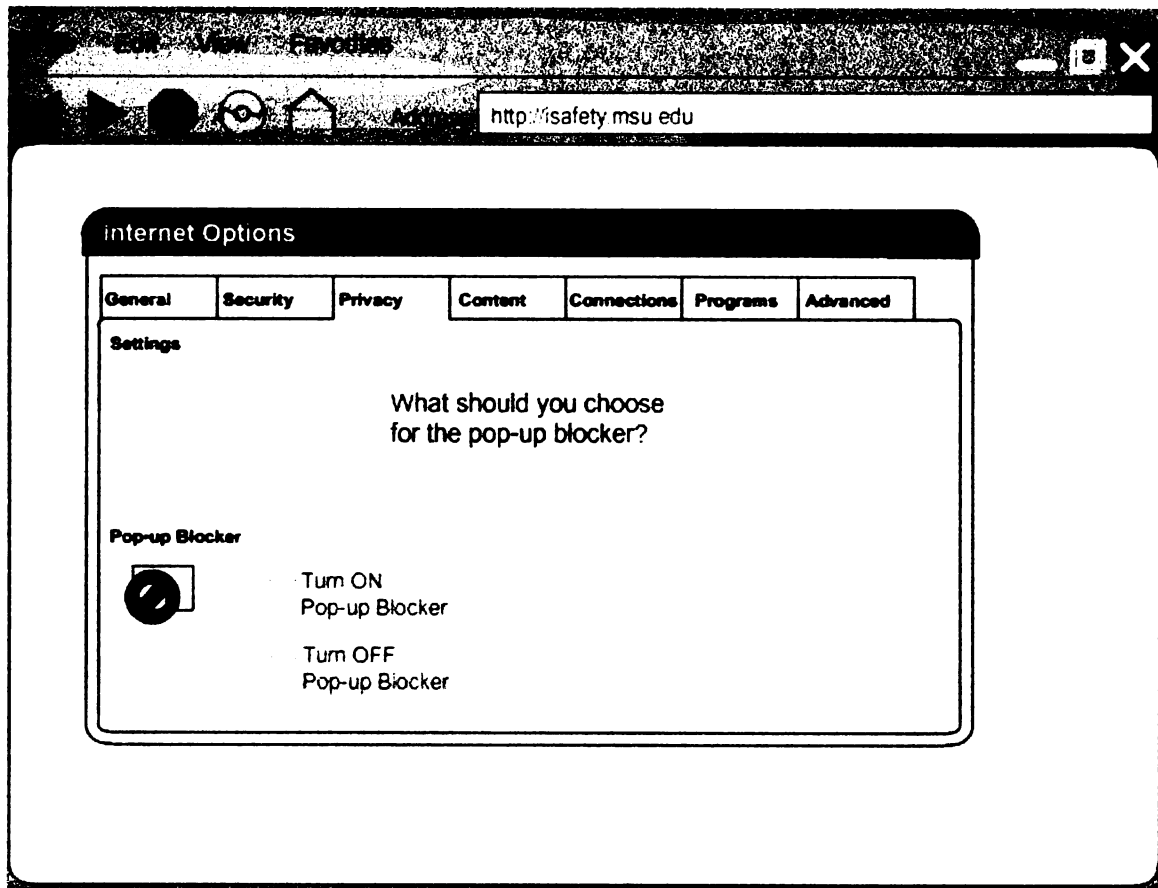 Edit View Favorites
Address http://isafety.msu.edu
Internet Options
General Security Privacy Content Connections Programs Advanced
Settings
What should you choose
for the pop-up blocker?
Pop-up Blocker
Turn ON
Pop-up Blocker
Turn OFF
Pop-up Blocker